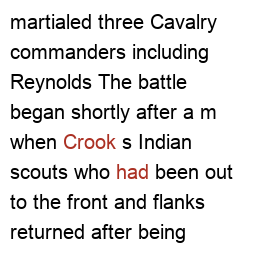 martialed three Cavalry
commanders including
Reynolds The battle
began shortly after a m
when Crook s Indian
scouts who had been out
to the front and flanks
returned after being